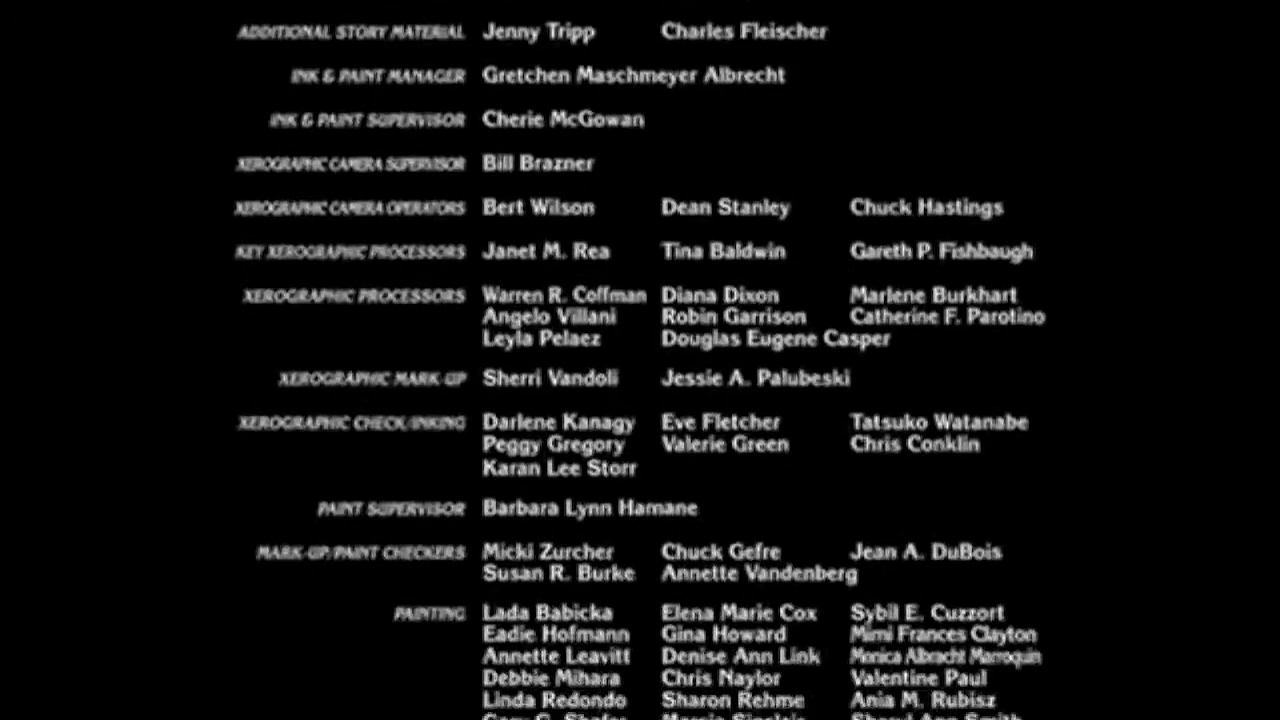 ADDITIONAL STORY MATERIAL Jenny Tripp Charles Fleischer
INK & PAINT MANAGER Gretchen Maschmeyer Albrecht
INK & PAINT SUPERVISOR Cherie McGowan
XEROGRAPHIC CAMERA SUPERVISOR Bill Brazner
XEROGRAPHIC CAMERA OPERATORS Bert Wilson Dean Stanley Chuck Hastings
KEY XEROGRAPHIC PROCESSORS Janet M. Rea Tina Baldwin Gareth P. Fishbaugh
XEROGRAPHIC PROCESSORS Warren R. Coffman Diana Dixon Marlene Burkhart
Angelo Villani Robin Garrison Catherine F. Parotino
Leyla Pelaez Douglas Eugene Casper
XEROGRAPHIC MARK-UP Sherri Vandoli Jessie A. Palubeski
XEROGRAPHIC CHECK/INKING Darlene Kanagy Eve Fletcher Tatsuko Watanabe
Peggy Gregory Valerie Green Chris Conklin
Karan Lee Storr
PAINT SUPERVISOR Barbara Lynn Hamane
MARK-UP/PAINT CHECKERS Micki Zurcher Chuck Gefre Jean A. DuBois
Susan R. Burke Annette Vandenberg
PAINTING Lada Babicka Elena Marie Cox Sybil E. Cuzzort
Eadie Hofmann Gina Howard Mimi Frances Clayton
Annette Leavitt Denise Ann Link Monica Albracht Marroquin
Debbie Mihara Chris Naylor Valentine Paul
Linda Redondo Sharon Rehme Ania M. Rubisz